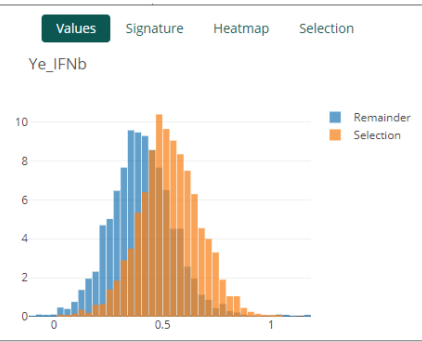 Values Signature Heatmap Selection
Ye_IFNb
Remainder
Selection
10
8
6
4
2
0
0 0.5 1